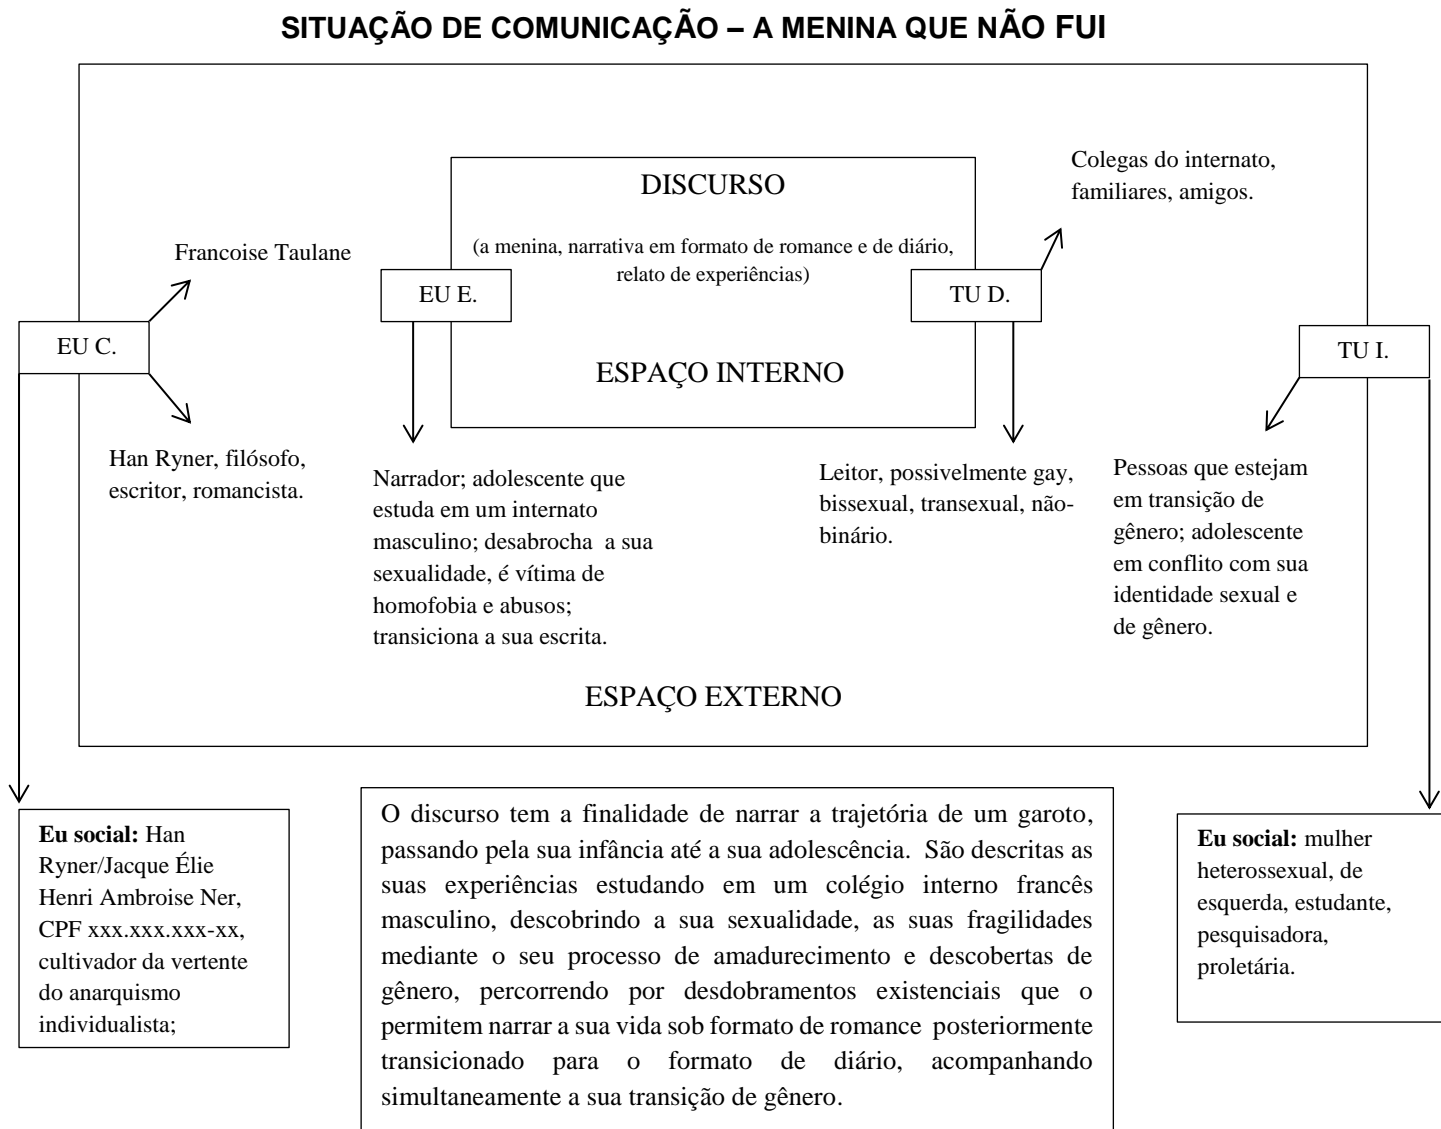 SITUAÇÃO DE COMUNICAÇÃO – A MENINA QUE NÃO FUI
DISCURSO
(a menina, narrativa em formato de romance e de diário,
relato de experiências)
ESPAÇO INTERNO
Colegas do internato,
familiares, amigos.
Francoise Taulane
EU E.
TU D.
EU C.
TU I.
Han Ryner, filósofo,
escritor, romancista.
Narrador; adolescente que
estuda em um internato
masculino; desabrocha a sua
sexualidade, é vítima de
homofobia e abusos;
transiciona a sua escrita.
Leitor, possivelmente gay,
bissexual, transexual, não-
binário.
Pessoas que estejam
em transição de
gênero; adolescente
em conflito com sua
identidade sexual e
de gênero.
ESPAÇO EXTERNO
Eu social: Han
Ryner/Jacque Élie
Henri Ambroise Ner,
CPF xxx.xxx.xxx-xx,
cultivador da vertente
do anarquismo
individualista;
O discurso tem a finalidade de narrar a trajetória de um garoto,
passando pela sua infância até a sua adolescência. São descritas as
suas experiências estudando em um colégio interno francês
masculino, descobrindo a sua sexualidade, as suas fragilidades
mediante o seu processo de amadurecimento e descobertas de
gênero, percorrendo por desdobramentos existenciais que o
permitem narrar a sua vida sob formato de romance posteriormente
transicionado para o formato de diário, acompanhando
simultaneamente a sua transição de gênero.
Eu social: mulher
heterossexual, de
esquerda, estudante,
pesquisadora,
proletária.